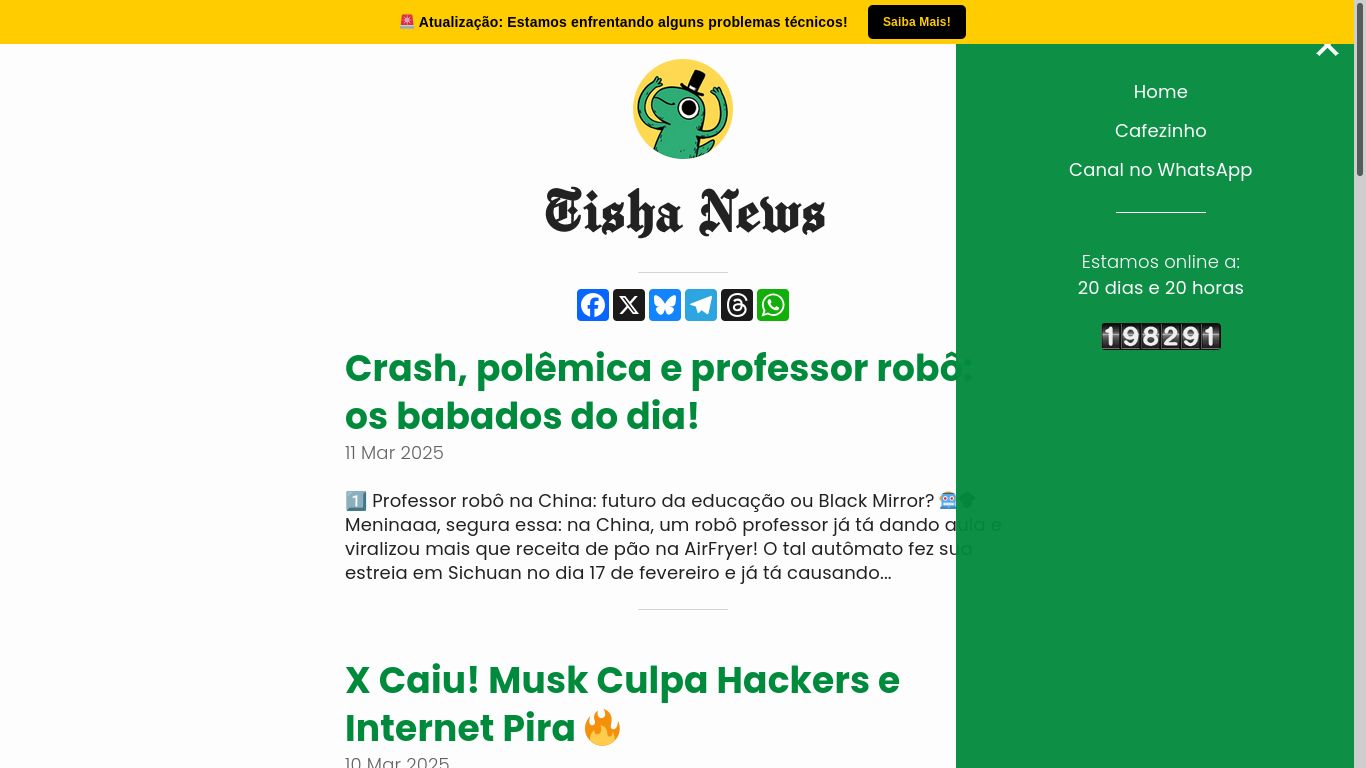 🚨 Atualização: Estamos enfrentando alguns problemas técnicos! Saiba Mais!
Tisha News
Crash, polêmica e professor robô:
os babados do dia!
11 Mar 2025
1️⃣ Professor robô na China: futuro da educação ou Black Mirror? 🤖
Meninaaa, segura essa: na China, um robô professor já tá dando aula e
viralizou mais que receita de pão na AirFryer! O tal autômato fez sua
estreia em Sichuan no dia 17 de fevereiro e já tá causando...
X Caiu! Musk Culpa Hackers e
Internet Pira 🔥
10 Mar 2025
Home
Cafezinho
Canal no WhatsApp
Estamos online a:
20 dias e 20 horas
198291